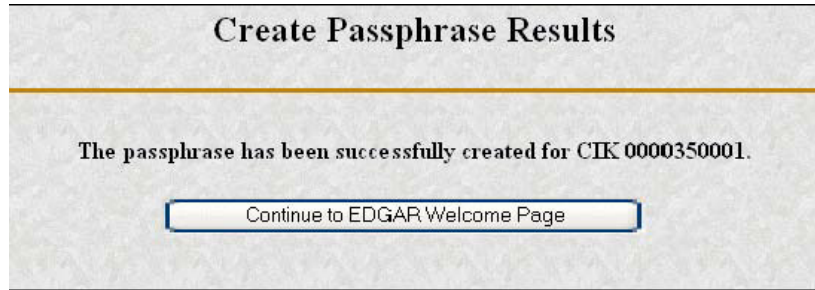 Create Passphrase Results
The passphrase has been successfully created for CIK 0000350001.
Continue to EDGAR Welcome Page